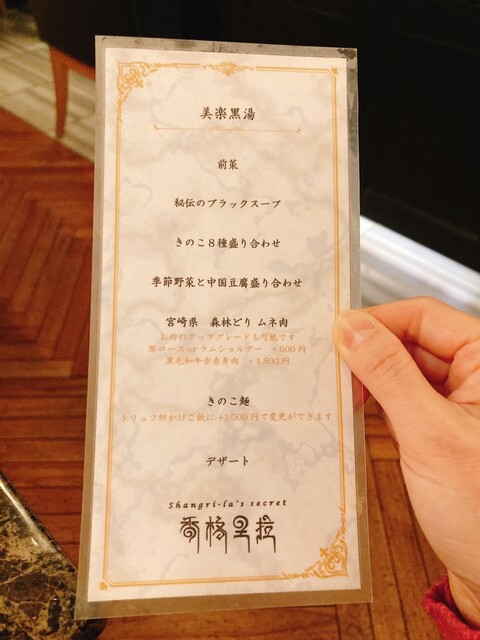 美楽黒湯
前菜
秘伝のブラックスープ
きのこ8種盛り合わせ
季節野菜と中国豆腐盛り合わせ
宮崎県 森林どり ムネ肉
お肉のアップグレードも可能です
豚ロース or ラムショルダー +600円
黒毛和牛赤身肉 +1,800円
きのこ麺
トリュフ卵かけご飯に +1,000円で変更ができます
デザート
Shangri-la's secret
香格里拉